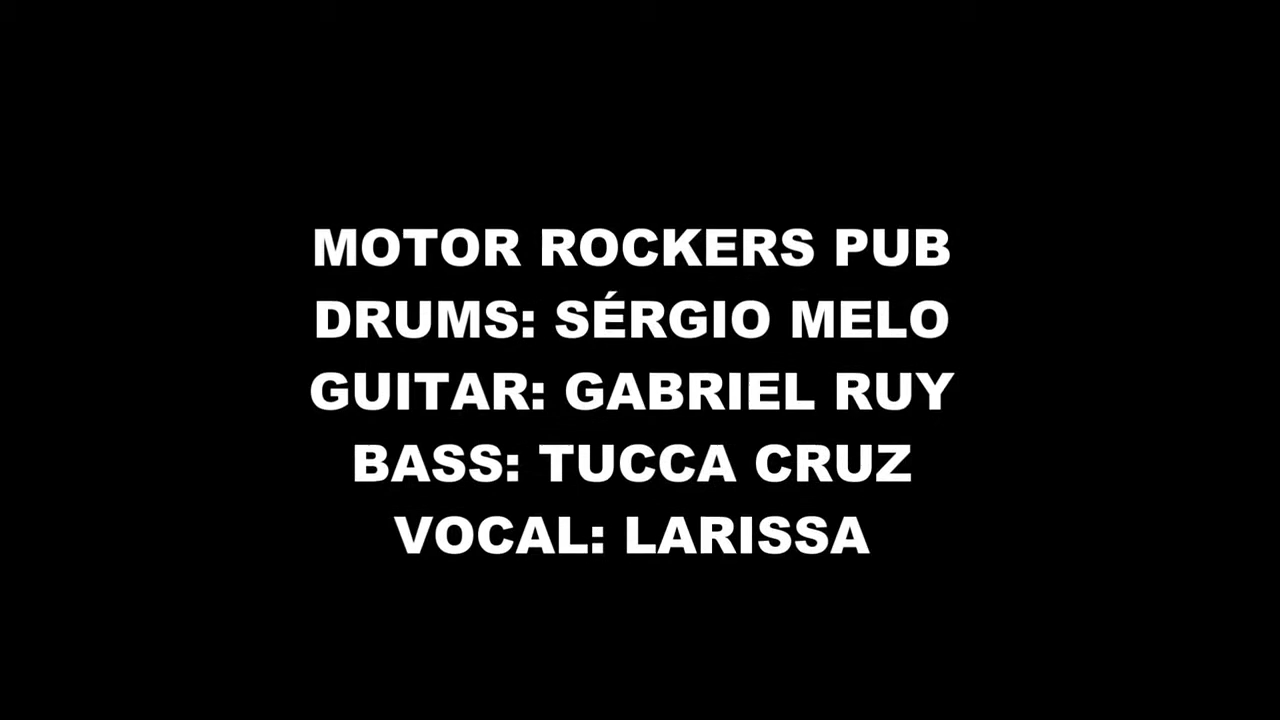 MOTOR ROCKERS PUB
DRUMS: SÉRGIO MELO
GUITAR: GABRIEL RUY
BASS: TUCCA CRUZ
VOCAL: LARISSA